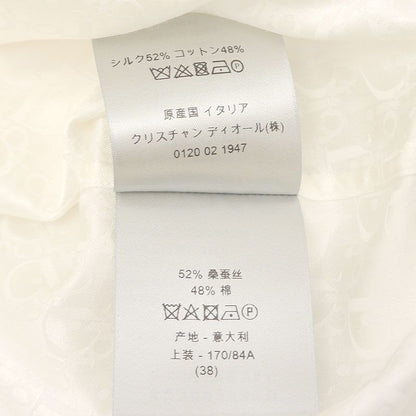 シルク52% コットン48%
原産国 イタリア
クリスチャン ディオール(株)
0120 02 1947
52% 桑蚕丝
48% 棉
产地 - 意大利
上装 - 170/84A
(38)